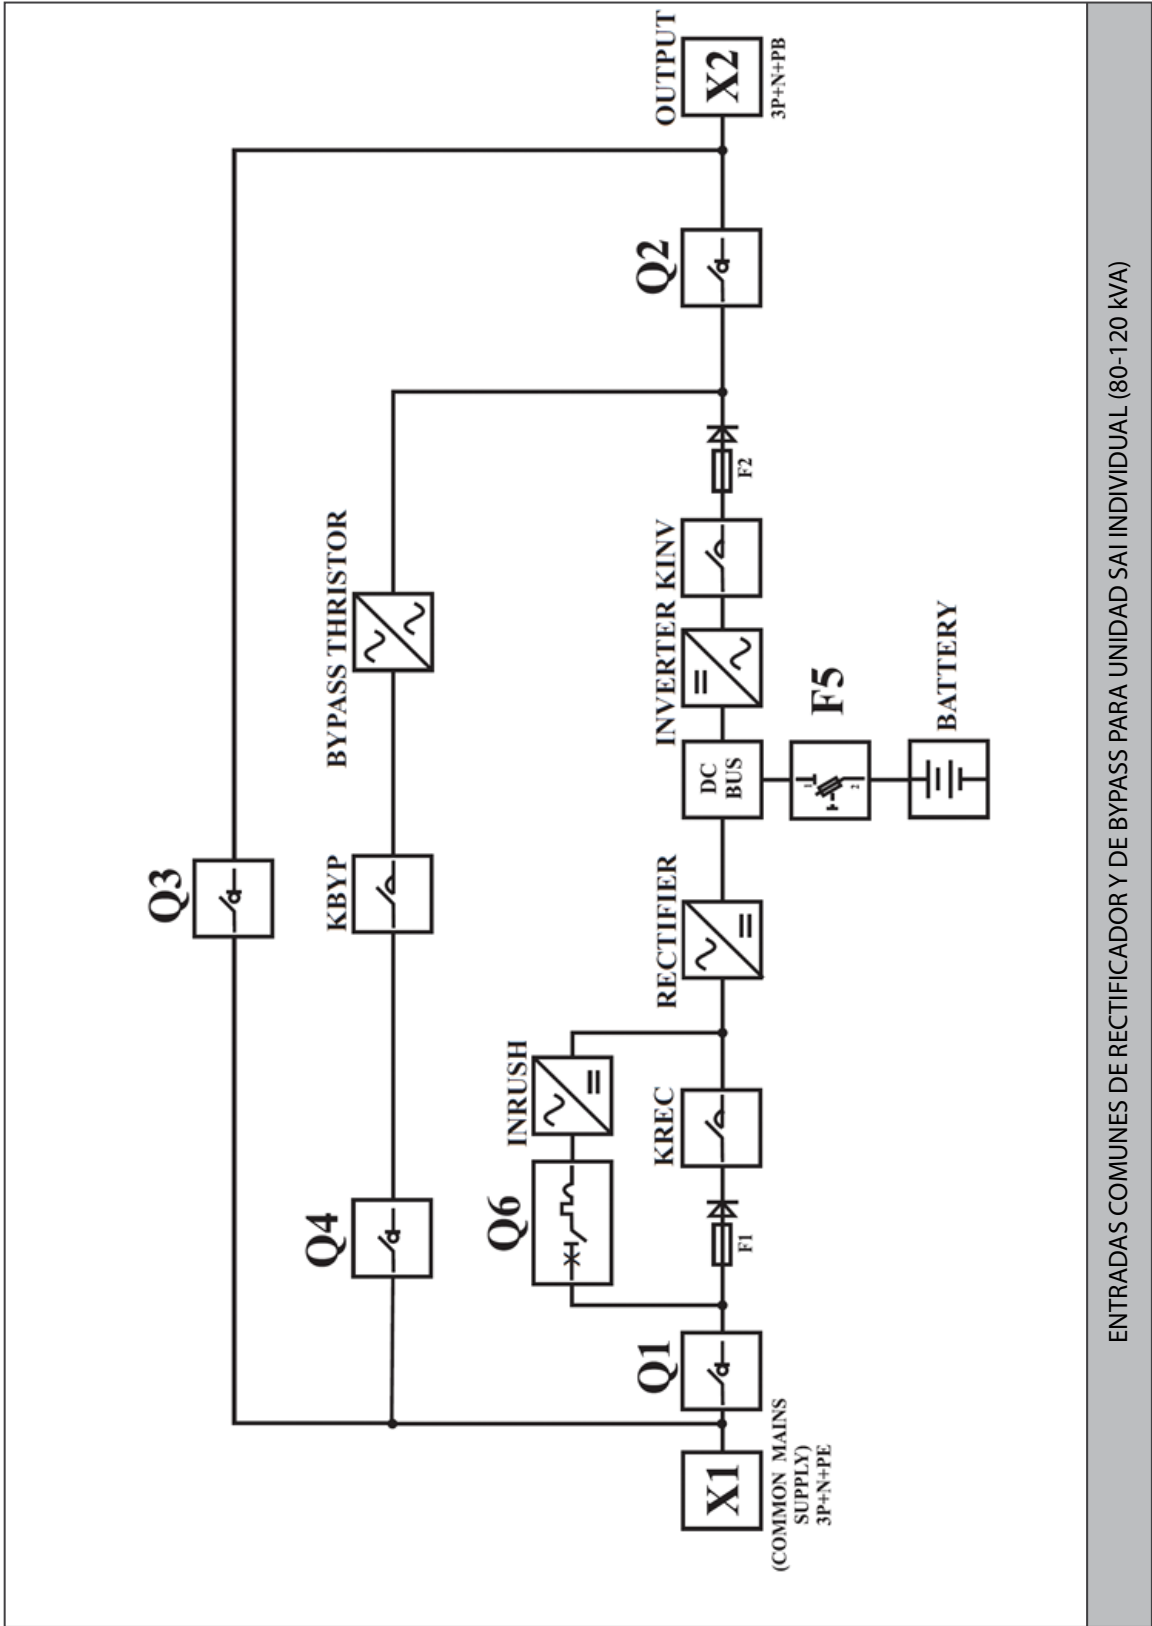 Q3
Q4
KBYP
BYPASS THRISTOR
Q6
INRUSH
X1
(COMMON MAINS
SUPPLY)
3P+N+PE
Q1
F1
KREC
RECTIFIER
DC
BUS
INVERTER
KINV
F2
Q2
OUTPUT
X2
3P+N+PB
1
2
F5
BATTERY
ENTRADAS COMUNES DE RECTIFICADOR Y DE BYPASS PARA UNIDAD SAI INDIVIDUAL (80-120 kVA)